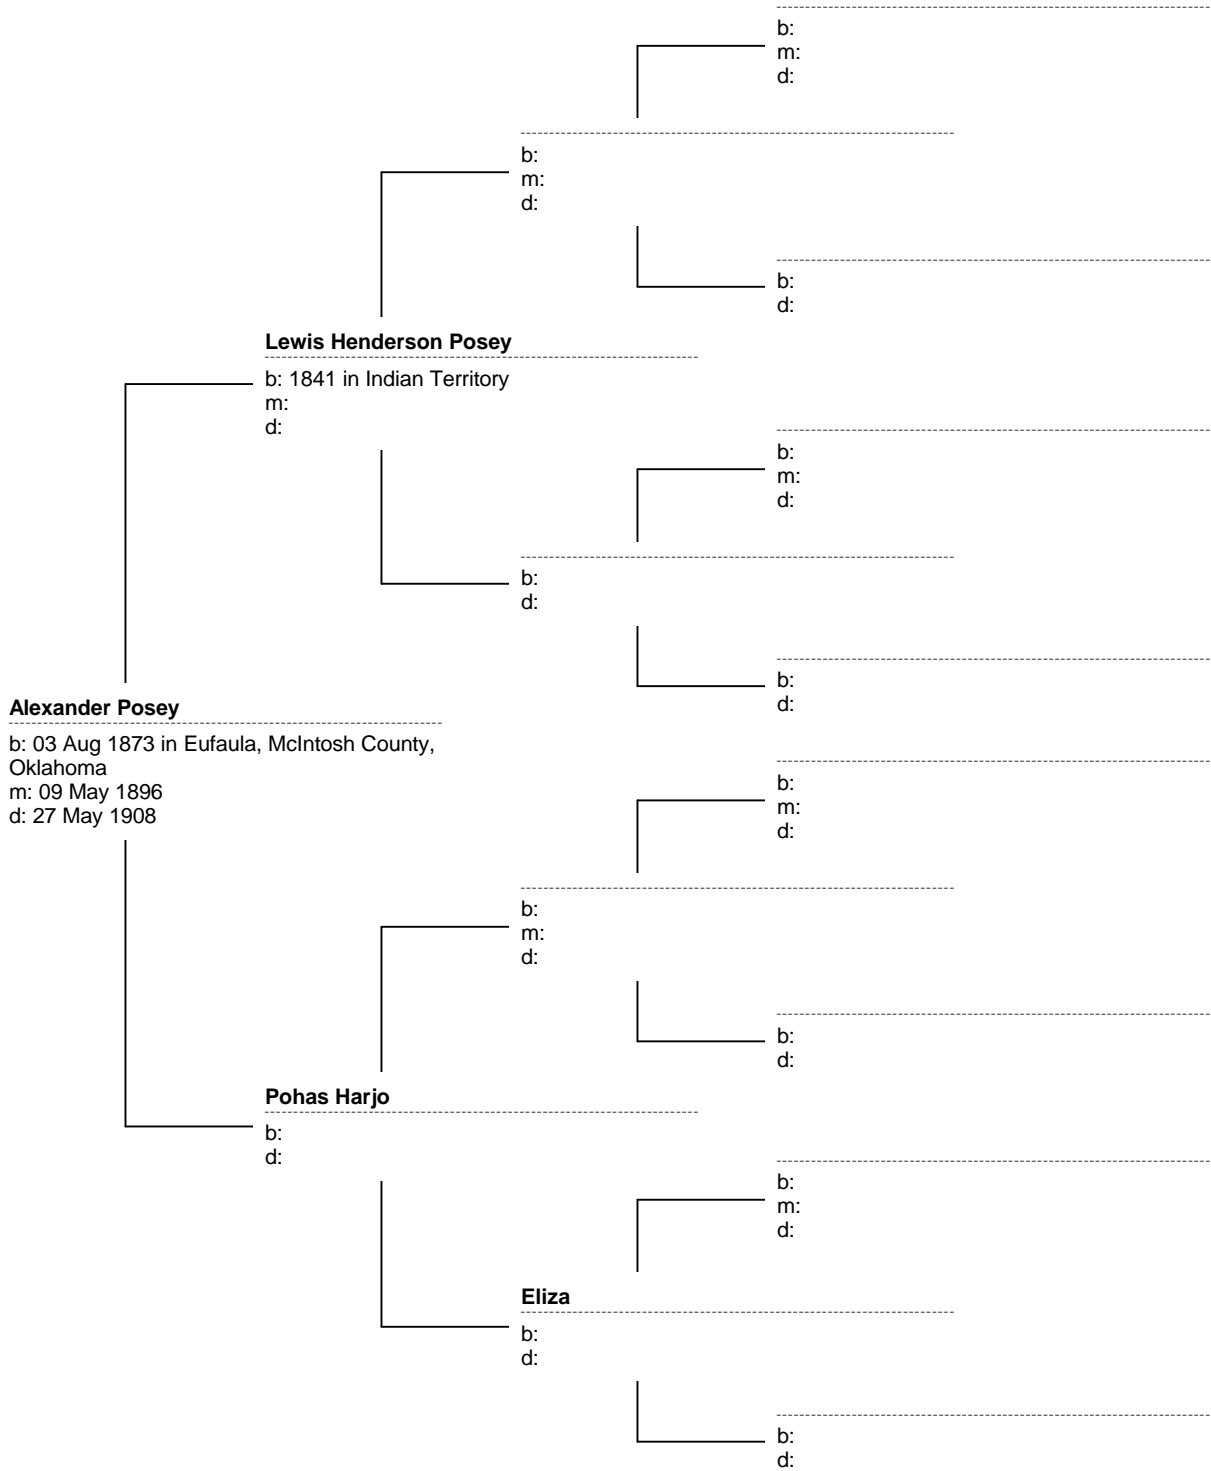 b:
m:
d:
b:
m:
d:
b:
d:
Lewis Henderson Posey
b: 1841 in Indian Territory
m:
d:
b:
m:
d:
b:
d:
b:
d:
Alexander Posey
b: 03 Aug 1873 in Eufaula, McIntosh County,
Oklahoma
m: 09 May 1896
d: 27 May 1908
b:
m:
d:
b:
m:
d:
b:
d:
Pohas Harjo
b:
d:
b:
m:
d:
Eliza
b:
d:
b:
d: